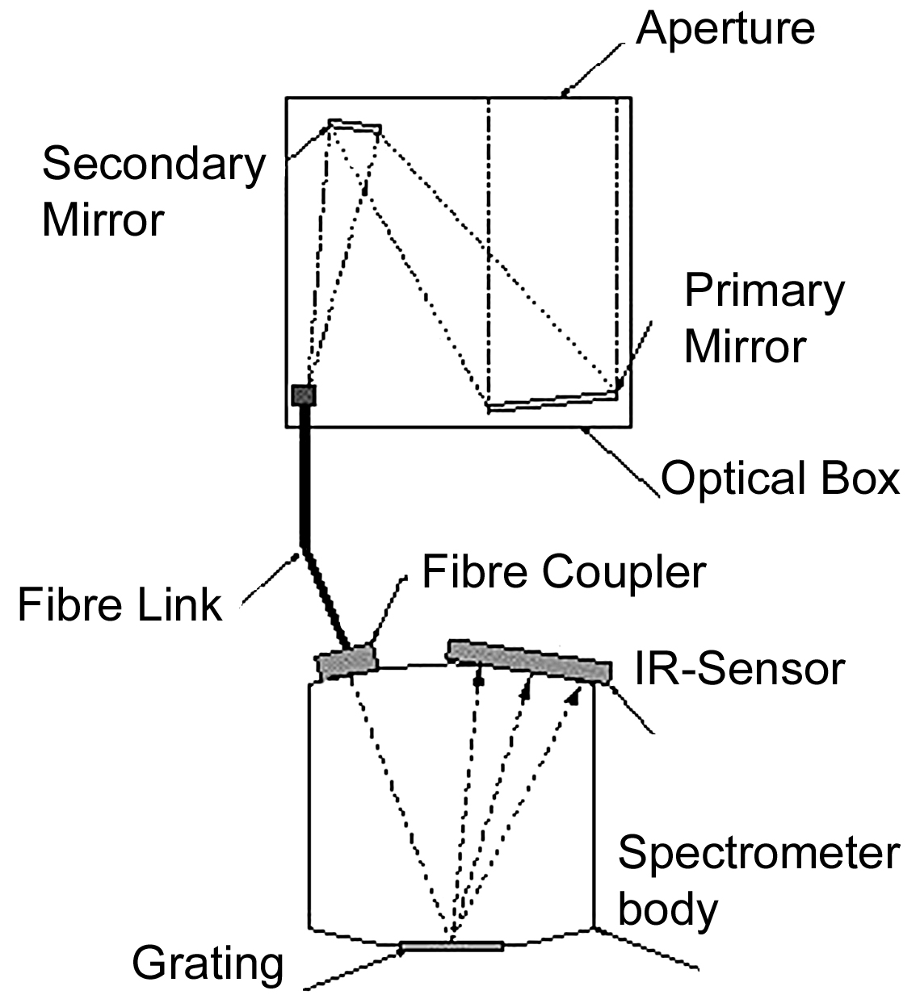 Aperture
Secondary
Mirror
Primary
Mirror
Optical Box
Fibre Coupler
Fibre Link
IR-Sensor
Spectrometer
body
Grating